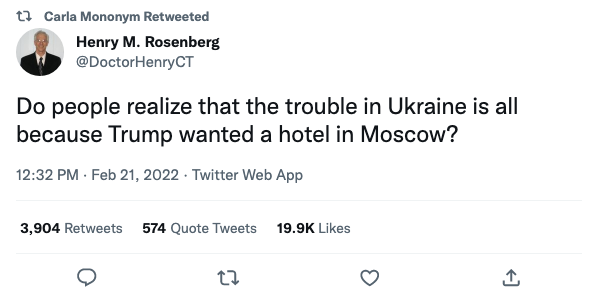 Carla Mononym Retweeted
Henry M. Rosenberg
@DoctorHenryCT
Do people realize that the trouble in Ukraine is all
because Trump wanted a hotel in Moscow?
12:32 PM · Feb 21, 2022 · Twitter Web App
3,904 Retweets 574 Quote Tweets 19.9K Likes